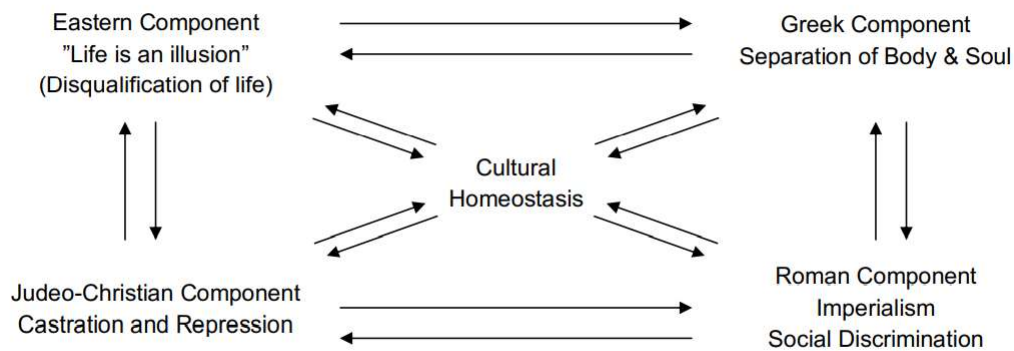 Eastern Component
”Life is an illusion”
(Disqualification of life)
Greek Component
Separation of Body & Soul
Cultural
Homeostasis
Judeo-Christian Component
Castration and Repression
Roman Component
Imperialism
Social Discrimination